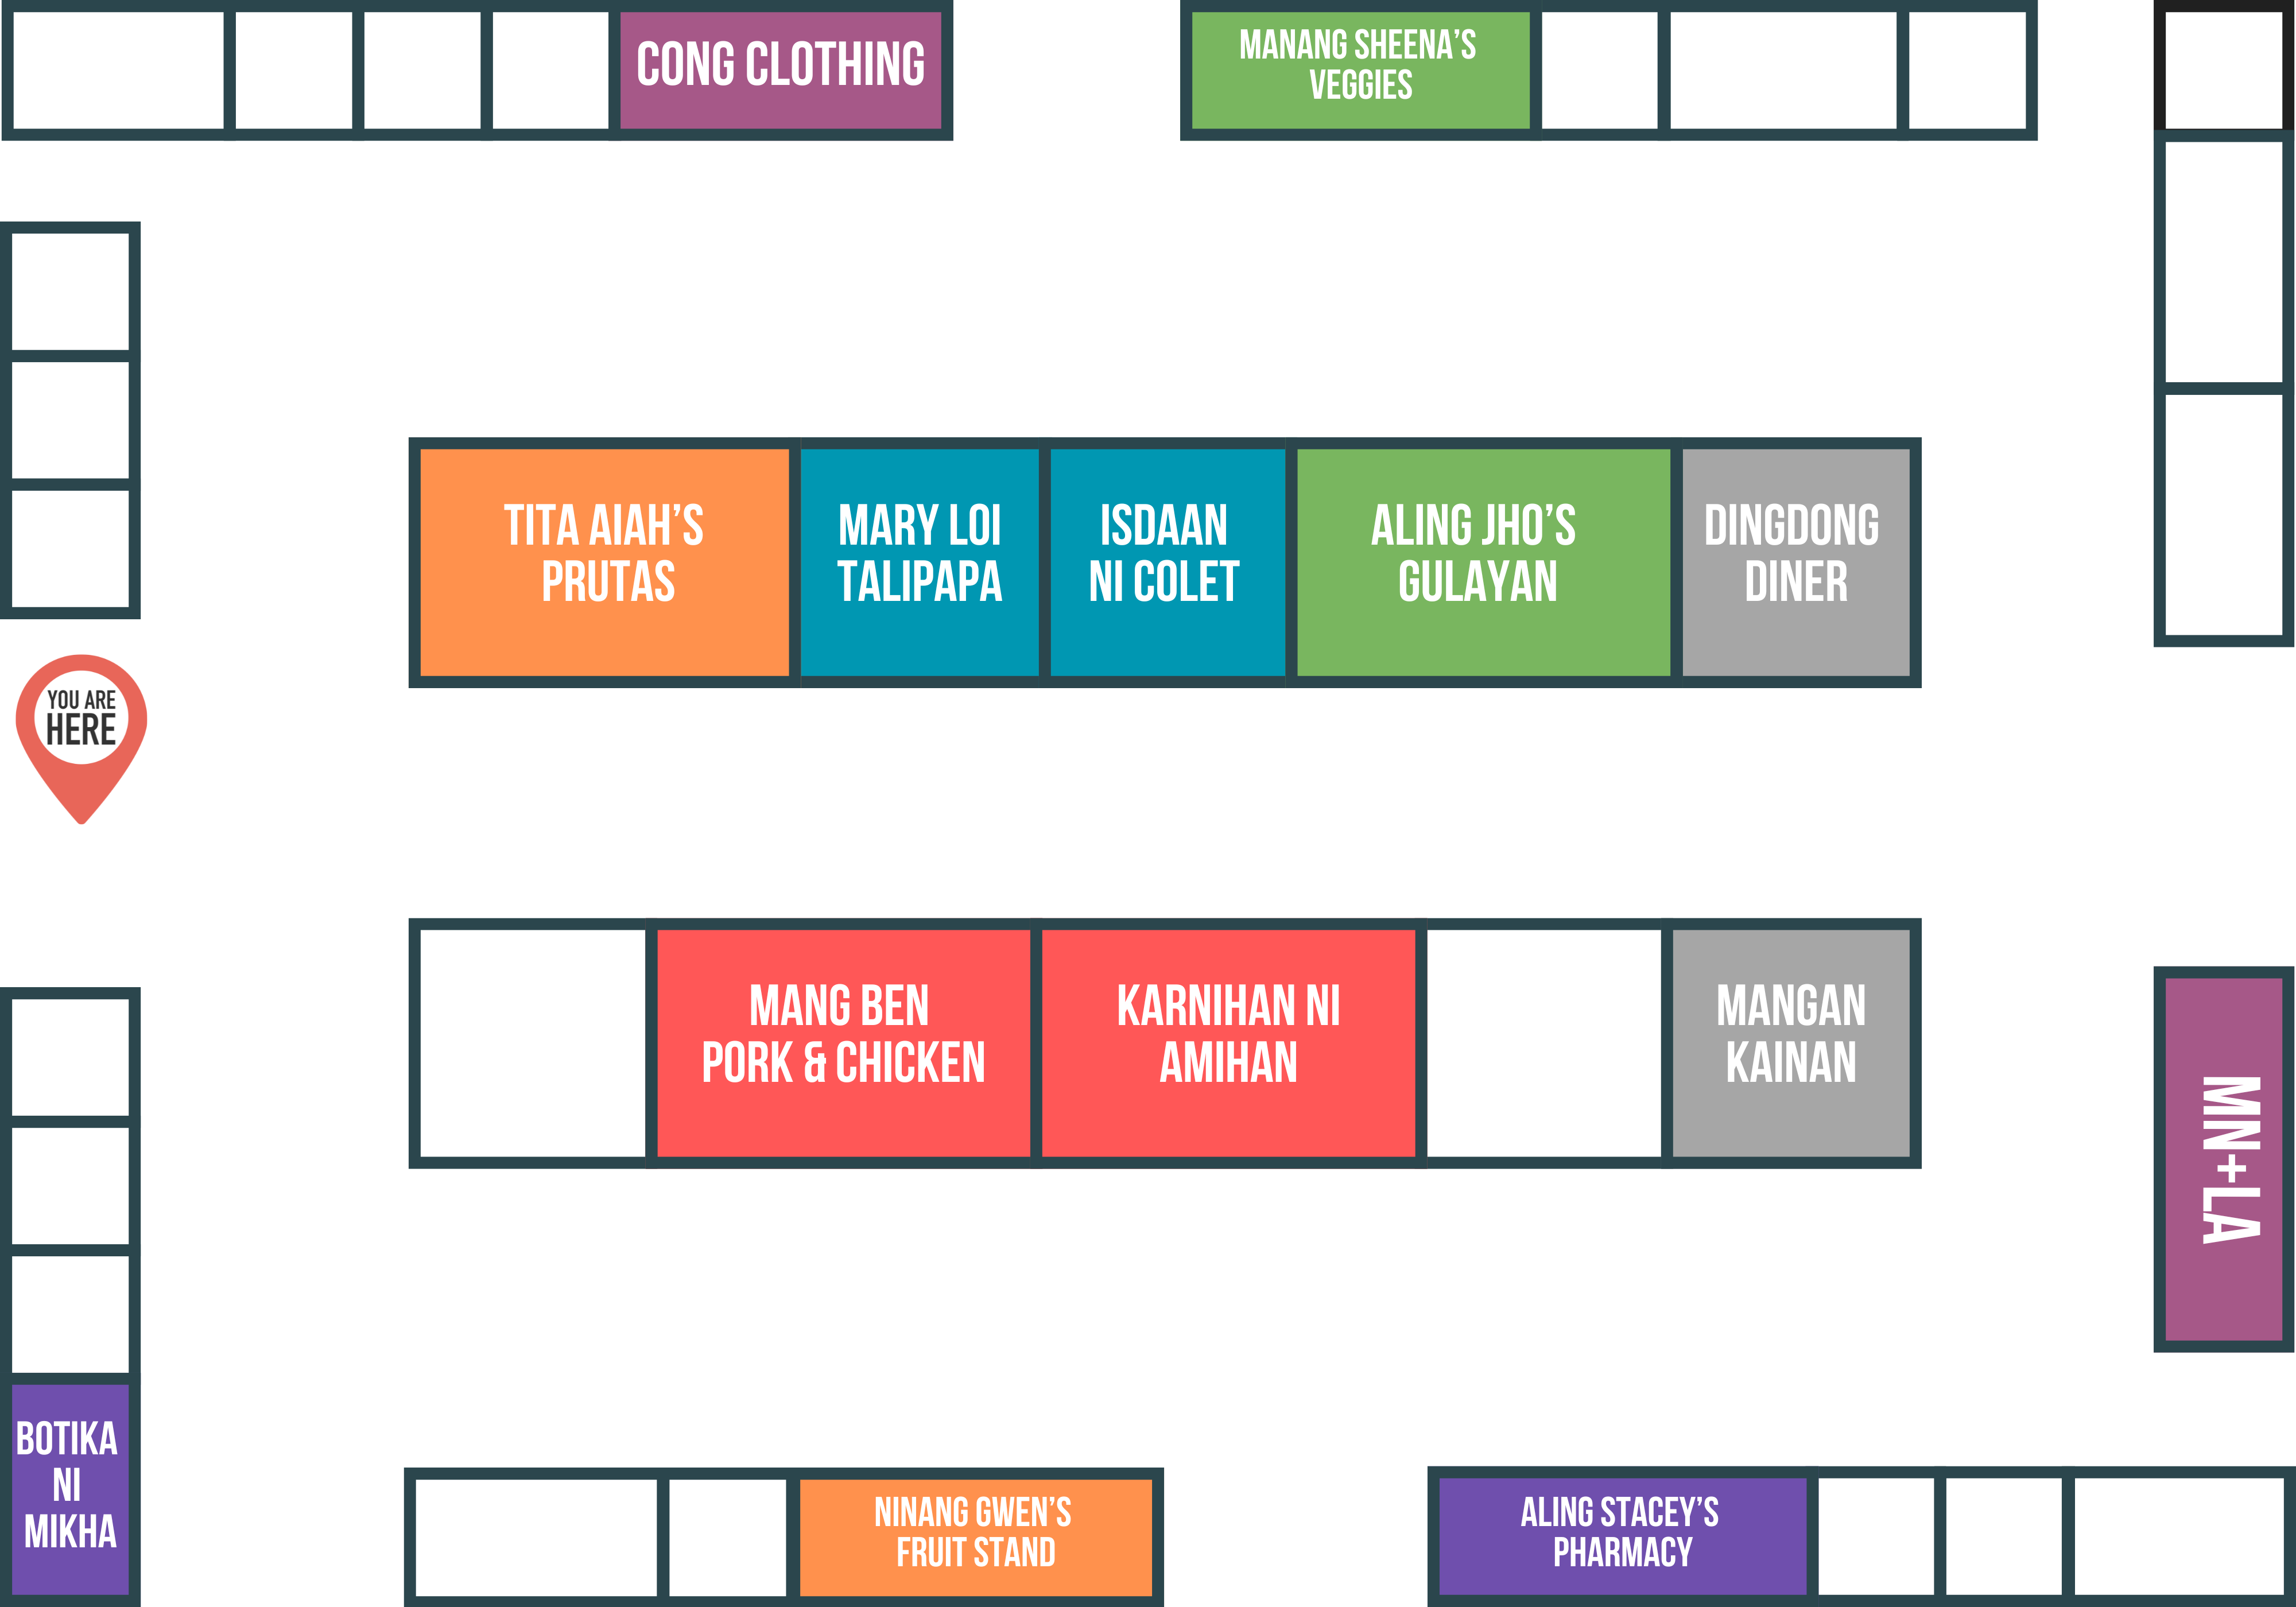 CONG CLOTHING
MANANG SHEENA'S
VEGGIES
TITA AIAH'S
PRUTAS
MARY LOI
TALIPAPA
ISDAAN
NI COLET
ALING JHO'S
GULAYAN
DINGDONG
DINER
YOU ARE
HERE
MANG BEN
PORK & CHICKEN
KARNIHAN NI
AMIHAN
MANGAN
KAINAN
MN+LA
BOTIKA
NI
MIKHA
NINANG GWEN'S
FRUIT STAND
ALING STACEY'S
PHARMACY